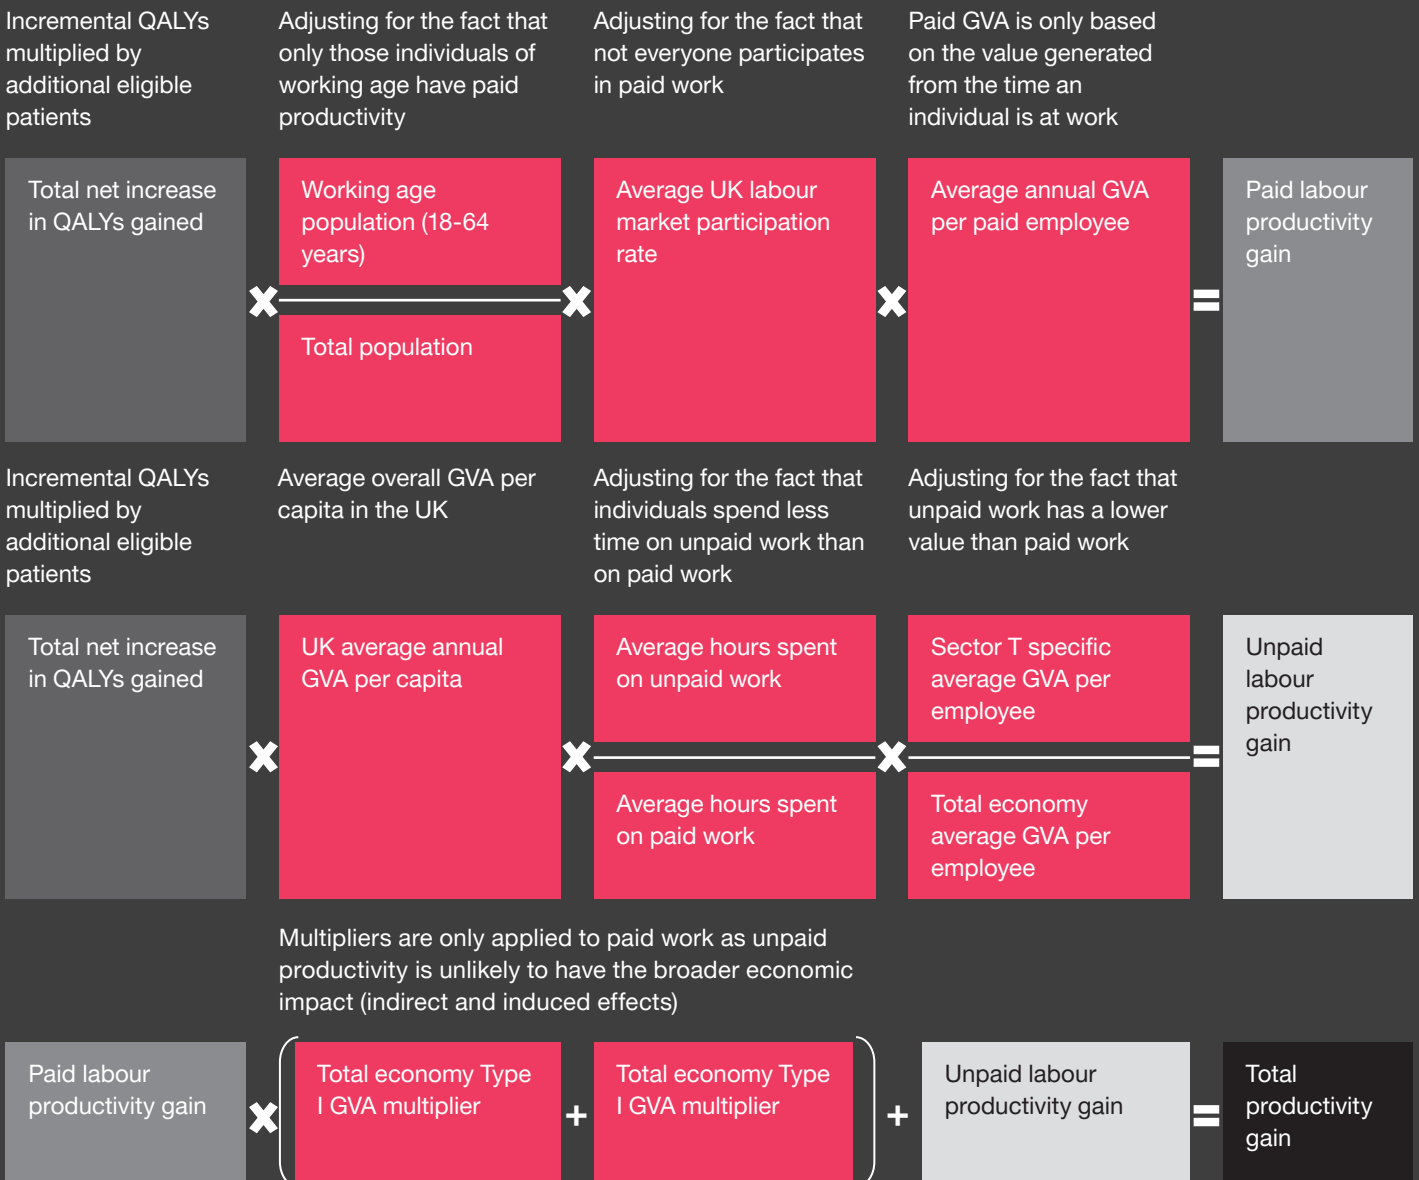 Incremental QALYs
multiplied by
additional eligible
patients
Adjusting for the fact that
only those individuals of
working age have paid
productivity
Adjusting for the fact that
not everyone participates
in paid work
Paid GVA is only based
on the value generated
from the time an
individual is at work
Total net increase
in QALYs gained
×
Working age
population (18-64
years)
Total population
×
Average UK labour
market participation
rate
×
Average annual GVA
per paid employee
=
Paid labour
productivity
gain
Incremental QALYs
multiplied by
additional eligible
patients
Average overall GVA per
capita in the UK
Adjusting for the fact that
individuals spend less
time on unpaid work than
on paid work
Adjusting for the fact that
unpaid work has a lower
value than paid work
Total net increase
in QALYs gained
×
UK average annual
GVA per capita
×
Average hours spent
on unpaid work
Average hours spent
on paid work
×
Sector T specific
average GVA per
employee
Total economy
average GVA per
employee
=
Unpaid
labour
productivity
gain
Multipliers are only applied to paid work as unpaid
productivity is unlikely to have the broader economic
impact (indirect and induced effects)
Paid labour
productivity gain
×
(
Total economy Type
I GVA multiplier
+
Total economy Type
I GVA multiplier
)
+
Unpaid labour
productivity gain
=
Total
productivity
gain